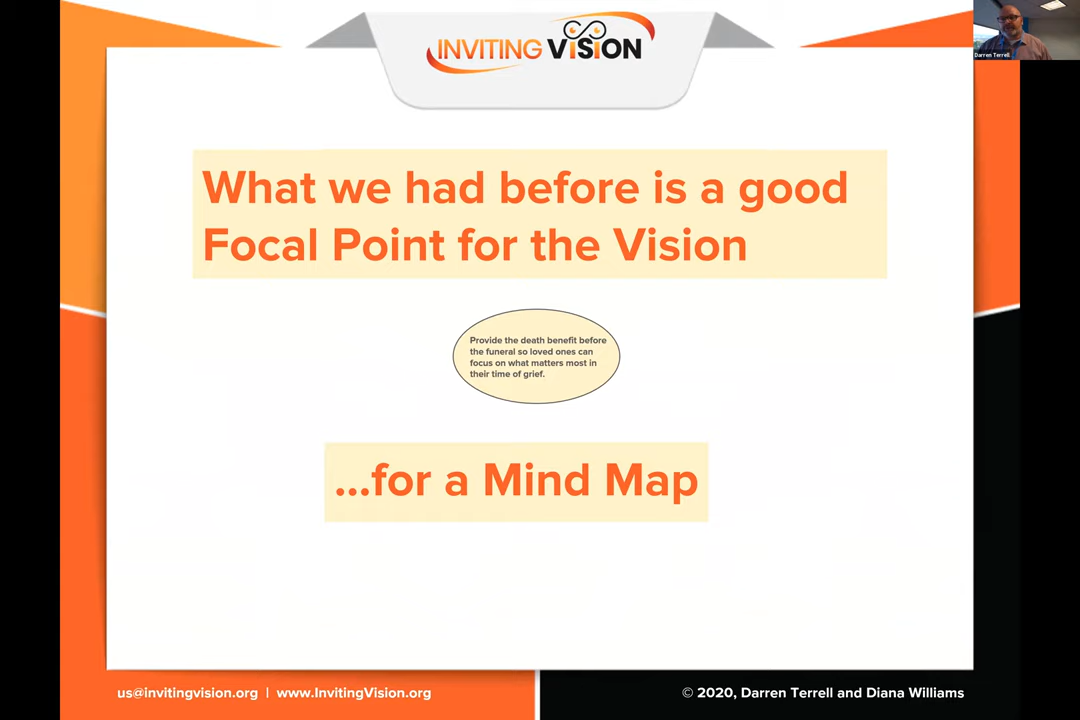 INVITING VISION
Darren Terrell
What we had before is a good
Focal Point for the Vision
Provide the death benefit before
the funeral so loved ones can
focus on what matters most in
their time of grief.
...for a Mind Map
us@invitingvision.org | www.InvitingVision.org
© 2020, Darren Terrell and Diana Williams